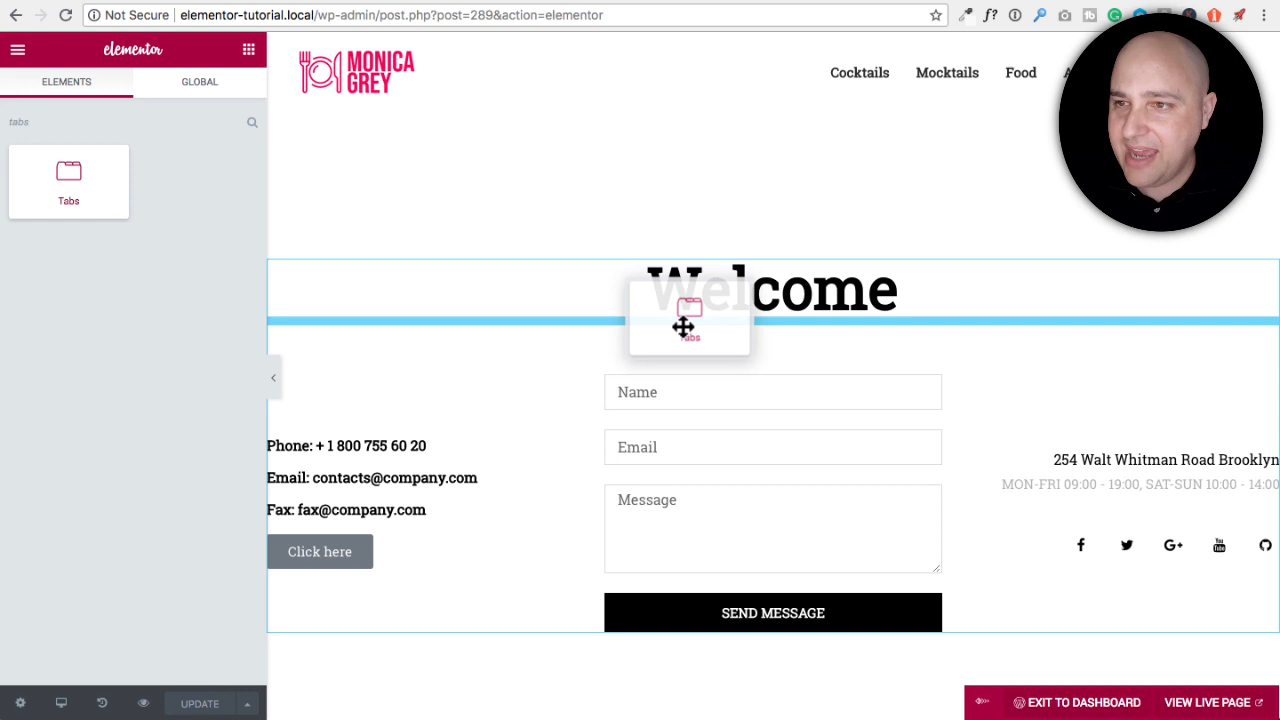 Not Secure elementor-tutorial.local/wp-admin/post.php?post=289&action=elementor
elementor
ELEMENTS GLOBAL
tabs
Tabs
UPDATE
MONICA
GREY
Cocktails Mocktails Food
Welcome
Tabs
Phone: + 1 800 755 60 20
Email: contacts@company.com
Fax: fax@company.com
Click here
Name
Email
Message
SEND MESSAGE
254 Walt Whitman Road Brooklyn
MON-FRI 09:00 - 19:00, SAT-SUN 10:00 - 14:00
EXIT TO DASHBOARD VIEW LIVE PAGE